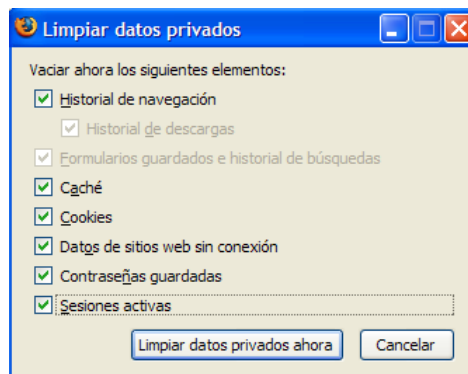 Limpiar datos privados
Vaciar ahora los siguientes elementos:
Historial de navegación
Historial de descargas
Formularios guardados e historial de búsquedas
Caché
Cookies
Datos de sitios web sin conexión
Contraseñas guardadas
Sesiones activas
Limpiar datos privados ahora Cancelar